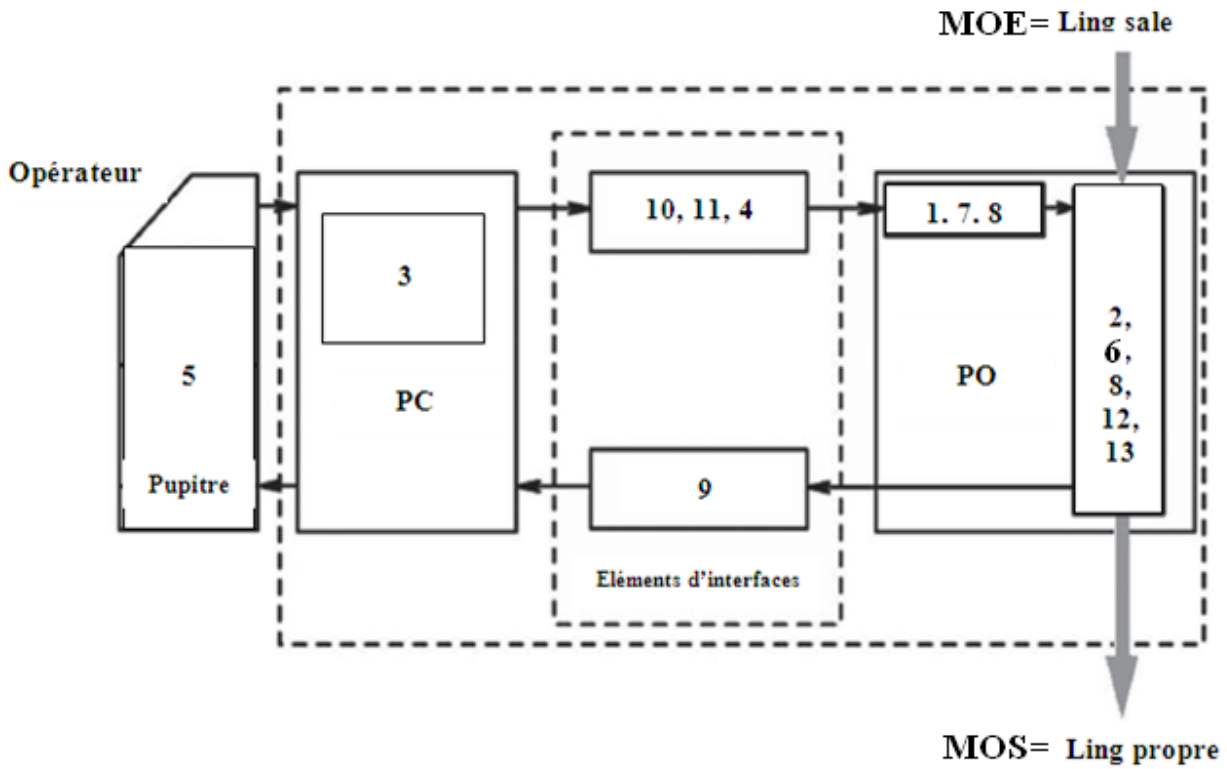 MOE= Ling sale
Opérateur
10, 11, 4
1. 7. 8
3
2,
6,
8,
12,
13
5
PC
PO
Pupitre
9
Eléments d'interfaces
MOS= Ling propre